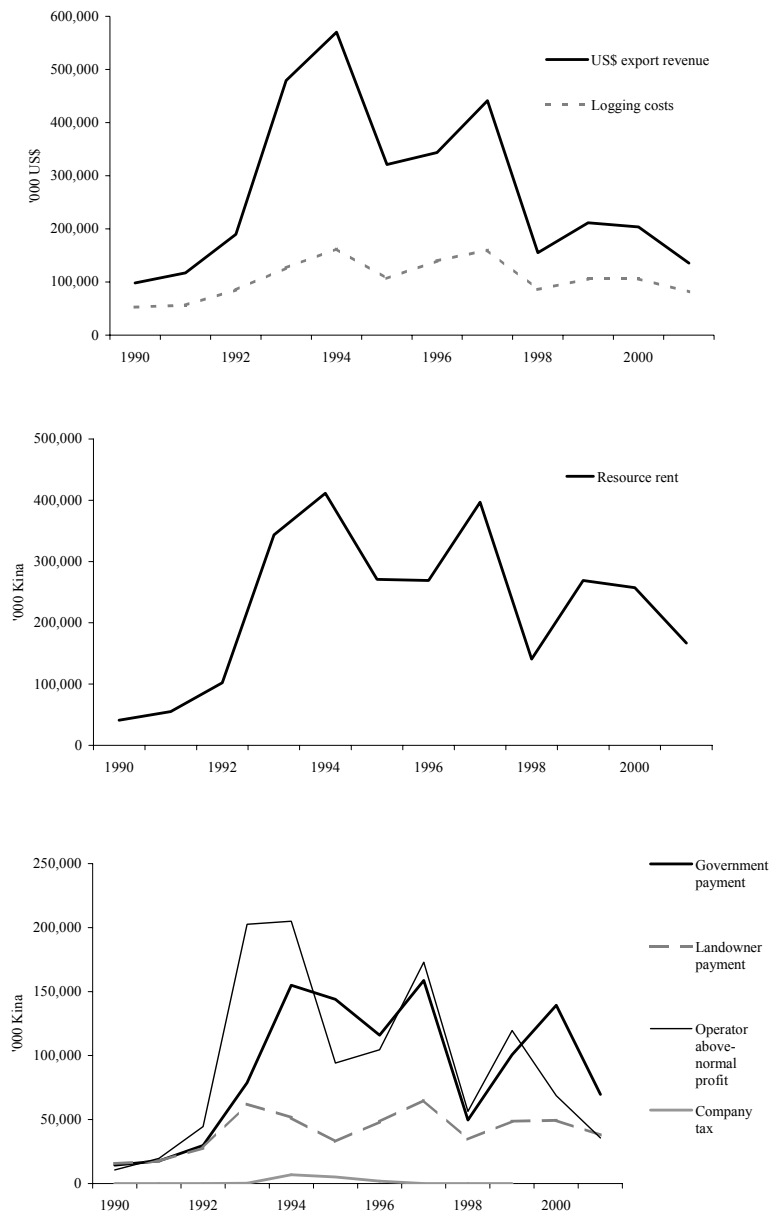 600,000
500,000
400,000
300,000
200,000
100,000
0
'000 US$
1990 1992 1994 1996 1998 2000
US$ export revenue
Logging costs
500,000
400,000
300,000
200,000
100,000
0
'000 Kina
1990 1992 1994 1996 1998 2000
Resource rent
250,000
200,000
150,000
100,000
50,000
0
'000 Kina
1990 1992 1994 1996 1998 2000
Government
payment
Landowner
payment
Operator
above-
normal
profit
Company
tax